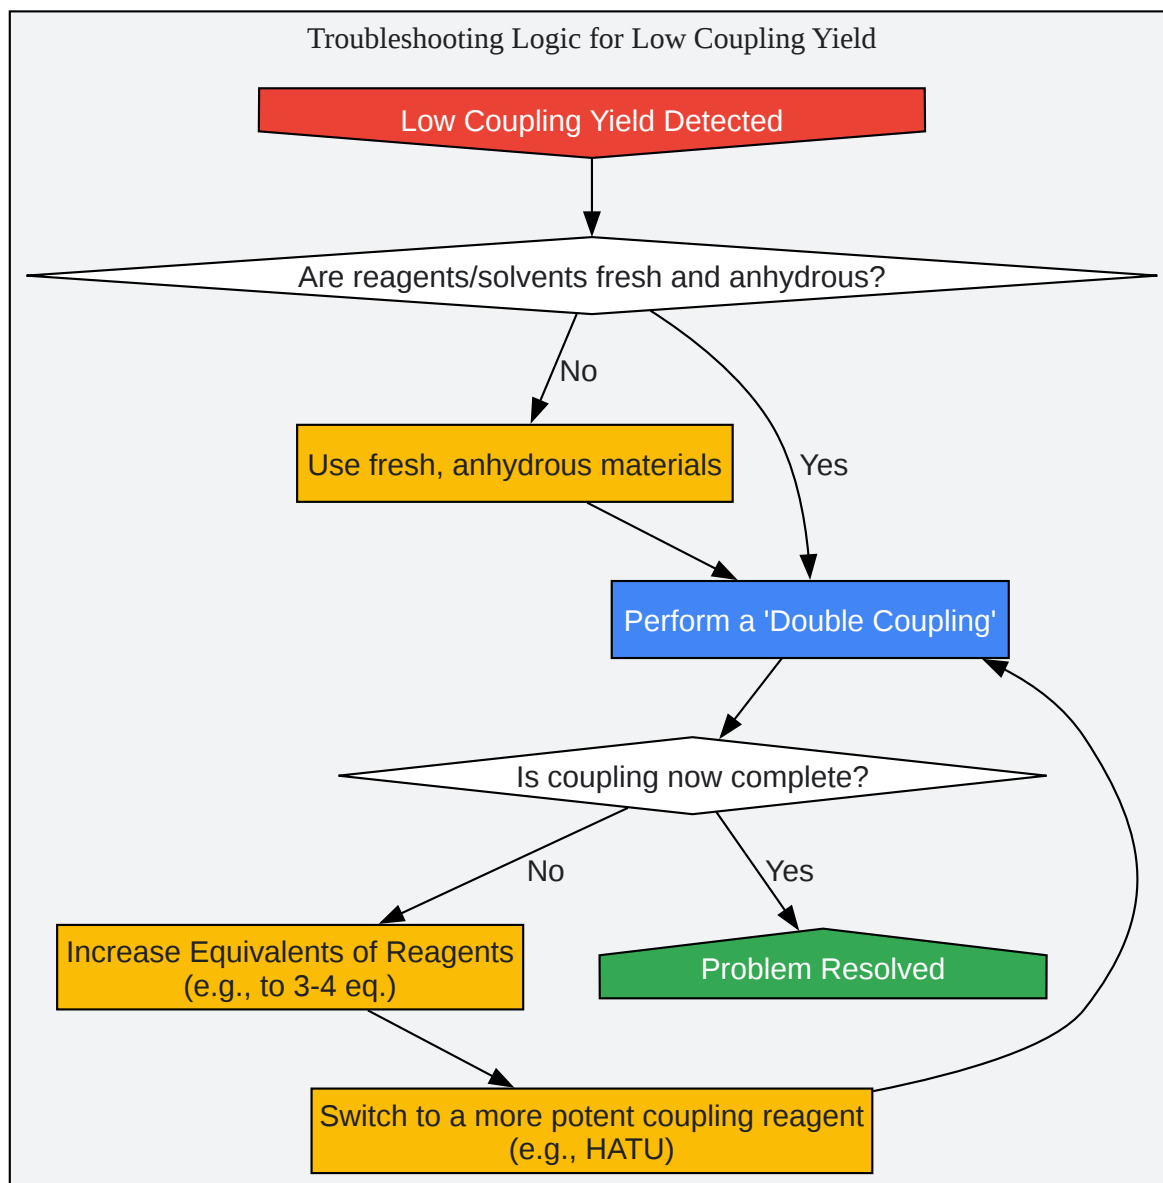 Troubleshooting Logic for Low Coupling Yield
Low Coupling Yield Detected
Are reagents/solvents fresh and anhydrous?
No
Yes
Use fresh, anhydrous materials
Perform a 'Double Coupling'
Is coupling now complete?
No
Yes
Increase Equivalents of Reagents
(e.g., to 3-4 eq.)
Problem Resolved
Switch to a more potent coupling reagent
(e.g., HATU)